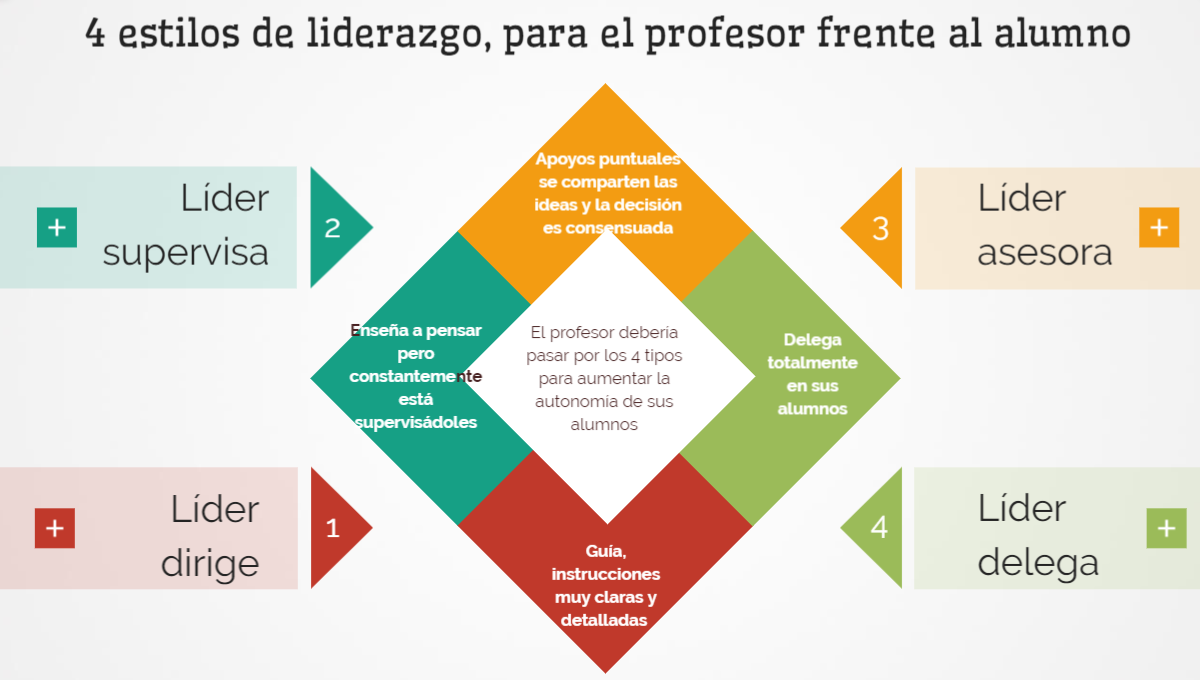 4 estilos de liderazgo, para el profesor frente al alumno
+
Líder
supervisa
2
3
Líder
asesora
+
Apoyos puntuales
se comparten las
ideas y la decisión
es consensuada
Enseña a pensar
pero
constantemente
está
supervisádoles
El profesor debería
pasar por los 4 tipos
para aumentar la
autonomía de sus
alumnos
Delega
totalmente
en sus
alumnos
+
Líder
dirige
1
Guía,
instrucciones
muy claras y
detalladas
4
Líder
delega
+